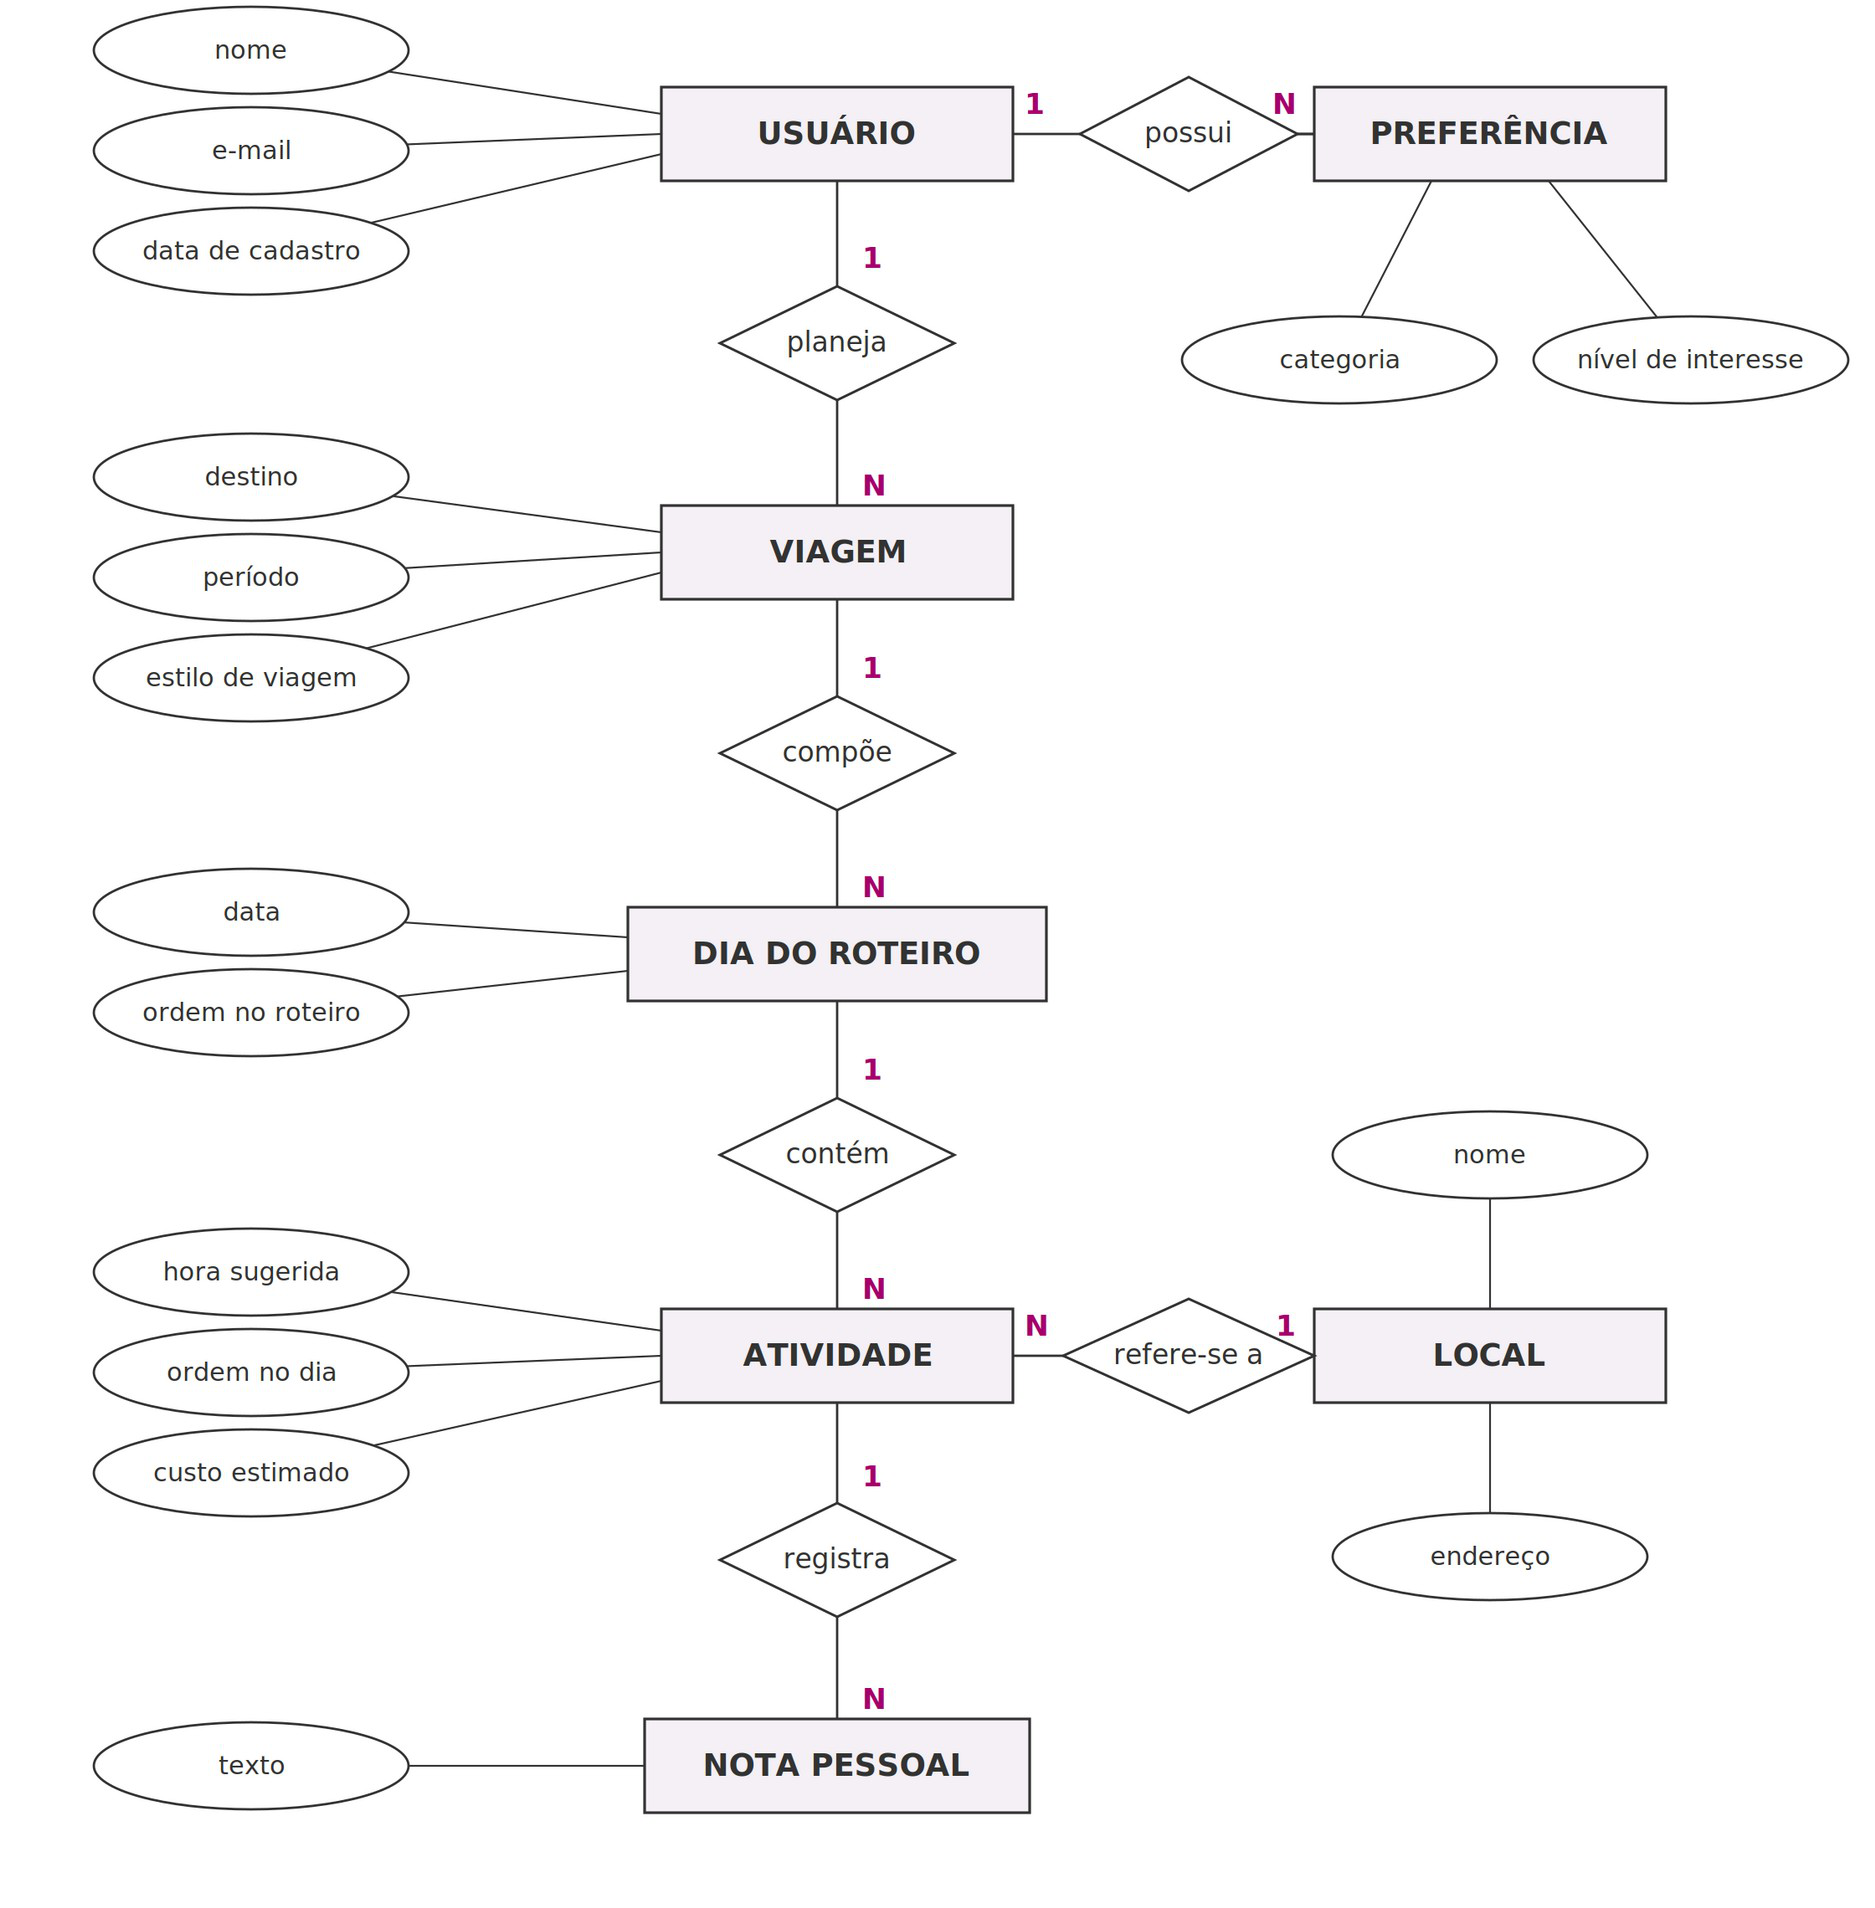 nome
e-mail
data de cadastro
USUÁRIO
1
possui
N
PREFERÊNCIA
categoria
nível de interesse
1
planeja
N
destino
período
estilo de viagem
VIAGEM
1
compõe
N
data
ordem no roteiro
DIA DO ROTEIRO
1
contém
N
hora sugerida
ordem no dia
custo estimado
ATIVIDADE
N
refere-se a
1
LOCAL
nome
endereço
1
registra
N
texto
NOTA PESSOAL